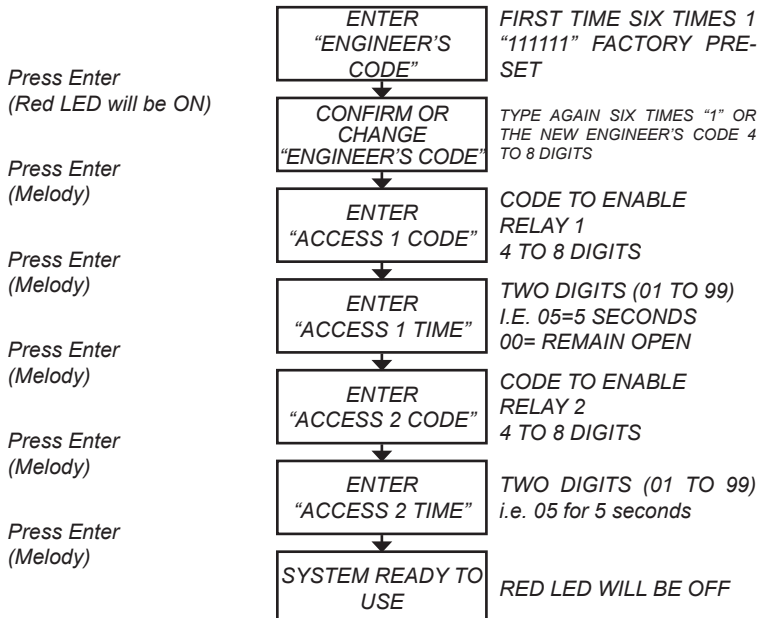 ENTER
“ENGINEER’S
CODE”
FIRST TIME SIX TIMES 1
“111111” FACTORY PRE-
SET
Press Enter
(Red LED will be ON)
CONFIRM OR
CHANGE
“ENGINEER’S CODE”
TYPE AGAIN SIX TIMES “1” OR
THE NEW ENGINEER’S CODE 4
TO 8 DIGITS
Press Enter
(Melody)
ENTER
“ACCESS 1 CODE”
CODE TO ENABLE
RELAY 1
4 TO 8 DIGITS
Press Enter
(Melody)
ENTER
“ACCESS 1 TIME”
TWO DIGITS (01 TO 99)
I.E. 05=5 SECONDS
00= REMAIN OPEN
Press Enter
(Melody)
ENTER
“ACCESS 2 CODE”
CODE TO ENABLE
RELAY 2
4 TO 8 DIGITS
Press Enter
(Melody)
ENTER
“ACCESS 2 TIME”
TWO DIGITS (01 TO 99)
i.e. 05 for 5 seconds
Press Enter
(Melody)
SYSTEM READY TO
USE
RED LED WILL BE OFF